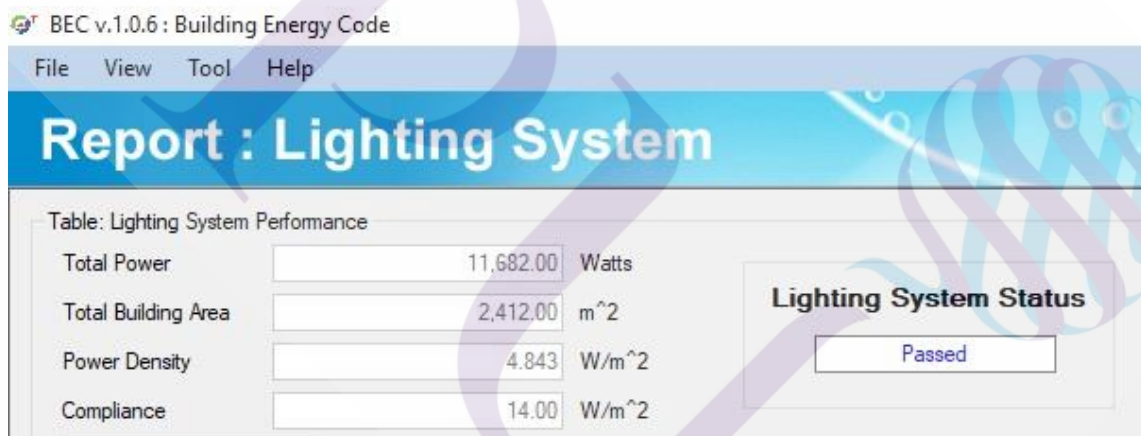 BEC v.1.0.6 : Building Energy Code
File View Tool Help
Report : Lighting System
Table: Lighting System Performance
Total Power 11,682.00 Watts
Total Building Area 2,412.00 m^2
Power Density 4.843 W/m^2
Compliance 14.00 W/m^2
Lighting System Status
Passed